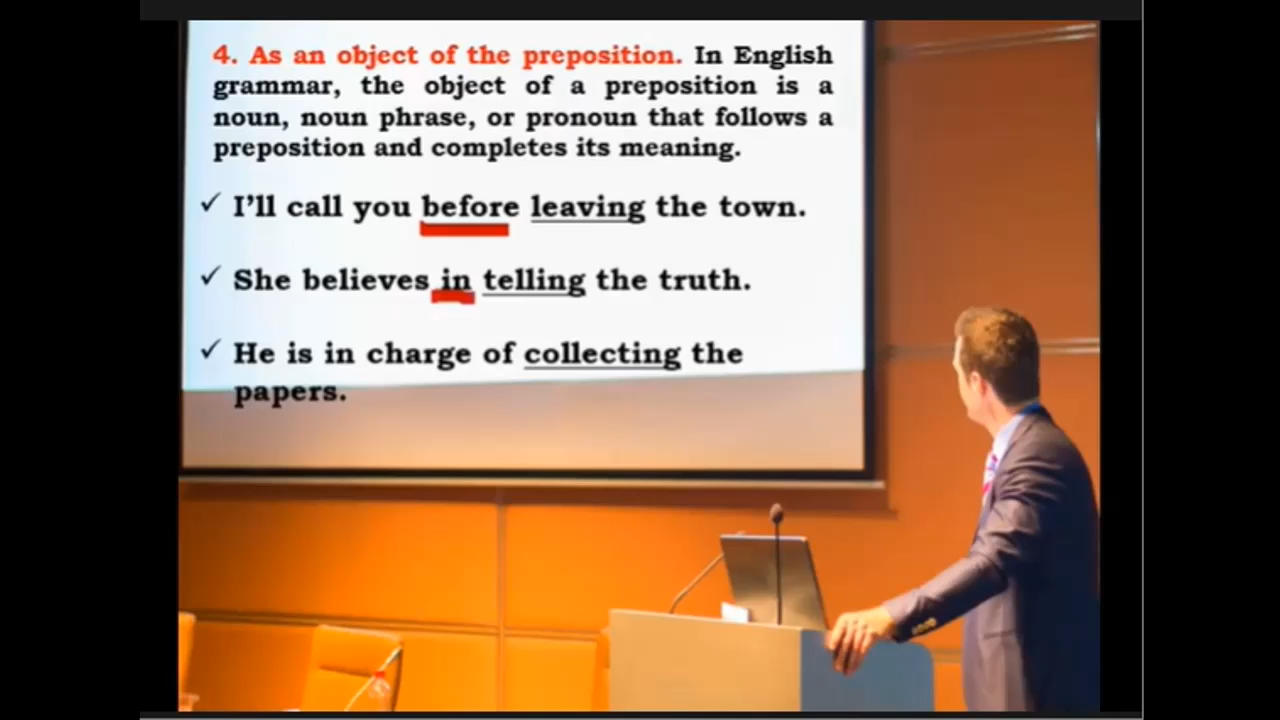 4. As an object of the preposition. In English
grammar, the object of a preposition is a
noun, noun phrase, or pronoun that follows a
preposition and completes its meaning.
✓ I’ll call you before leaving the town.
✓ She believes in telling the truth.
✓ He is in charge of collecting the
papers.